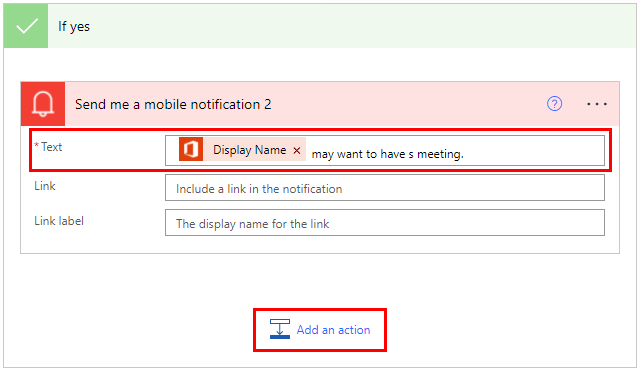 If yes
Send me a mobile notification 2
* Text
Display Name × may want to have s meeting.
Link
Include a link in the notification
Link label
The display name for the link
Add an action